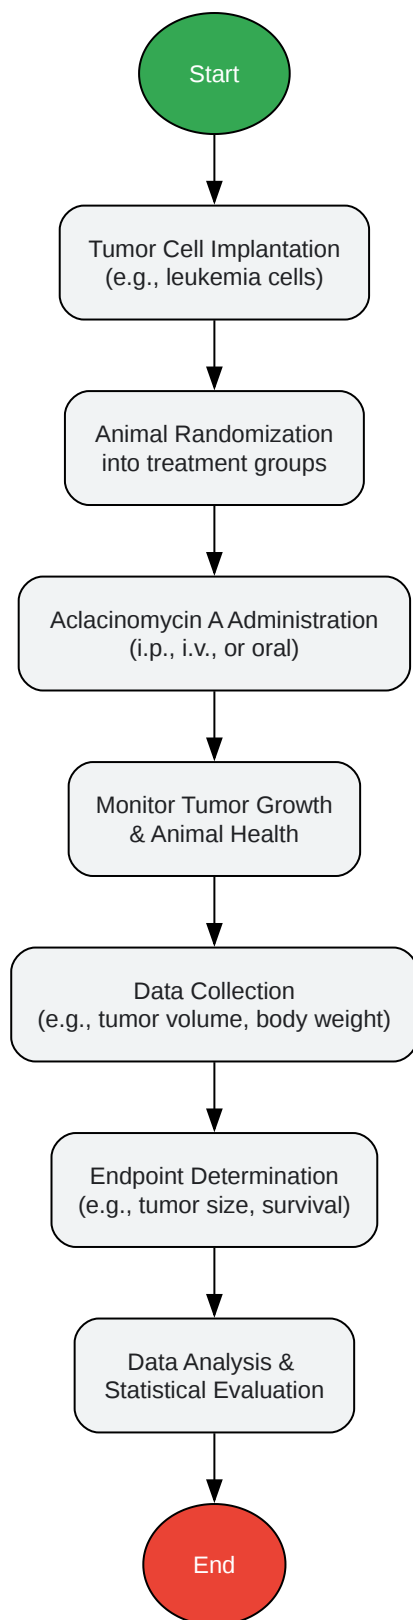 Start
Tumor Cell Implantation
(e.g., leukemia cells)
Animal Randomization
into treatment groups
Aclacinomycin A Administration
(i.p., i.v., or oral)
Monitor Tumor Growth
& Animal Health
Data Collection
(e.g., tumor volume, body weight)
Endpoint Determination
(e.g., tumor size, survival)
Data Analysis &
Statistical Evaluation
End